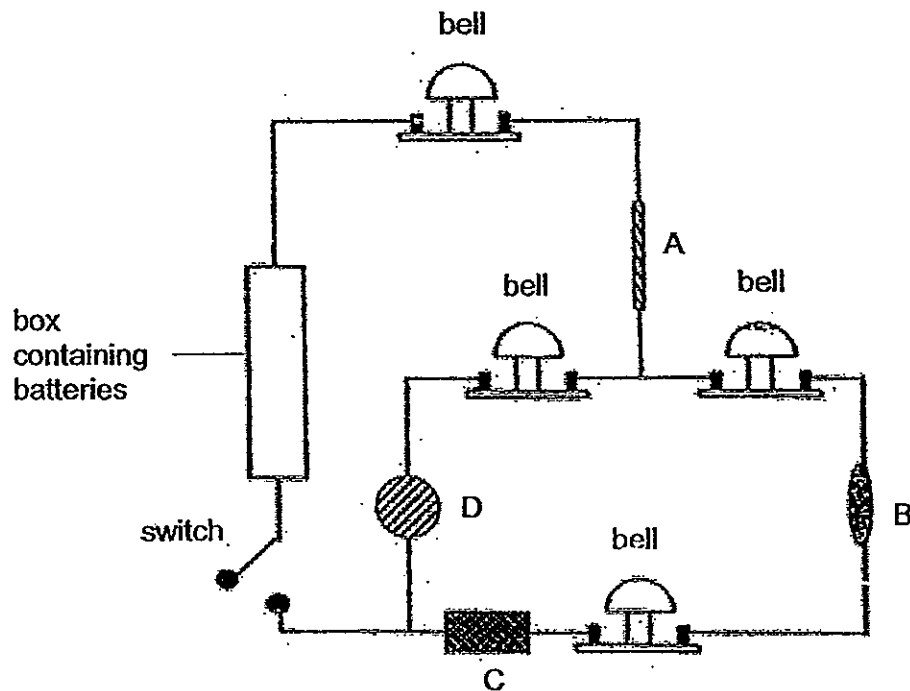 bell
A
bell
bell
box
containing
batteries
D
B
switch
bell
C